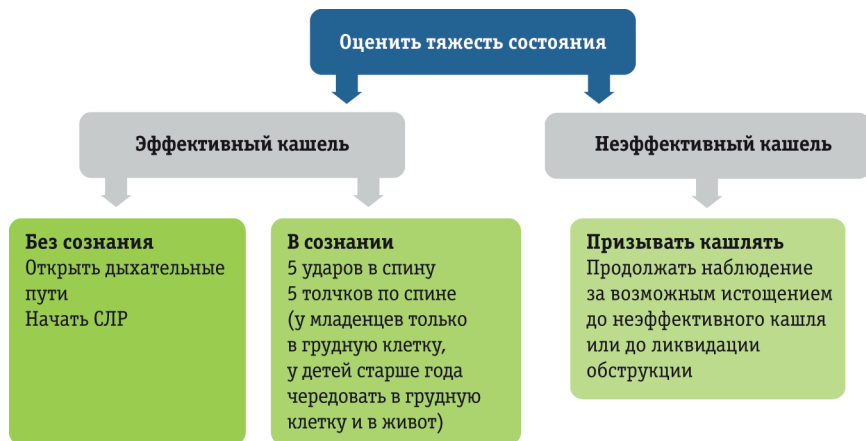 Оценить тяжесть состояния
Эффективный кашель
Неэффективный кашель
Без сознания
Открыть дыхательные
пути
Начать СЛР
В сознании
5 ударов в спину
5 толчков по спине
(у младенцев только
в грудную клетку,
у детей старше года
чередовать в грудную
клетку и в живот)
Призывать кашлять
Продолжать наблюдение
за возможным истощением
до неэффективного кашля
или до ликвидации
обструкции